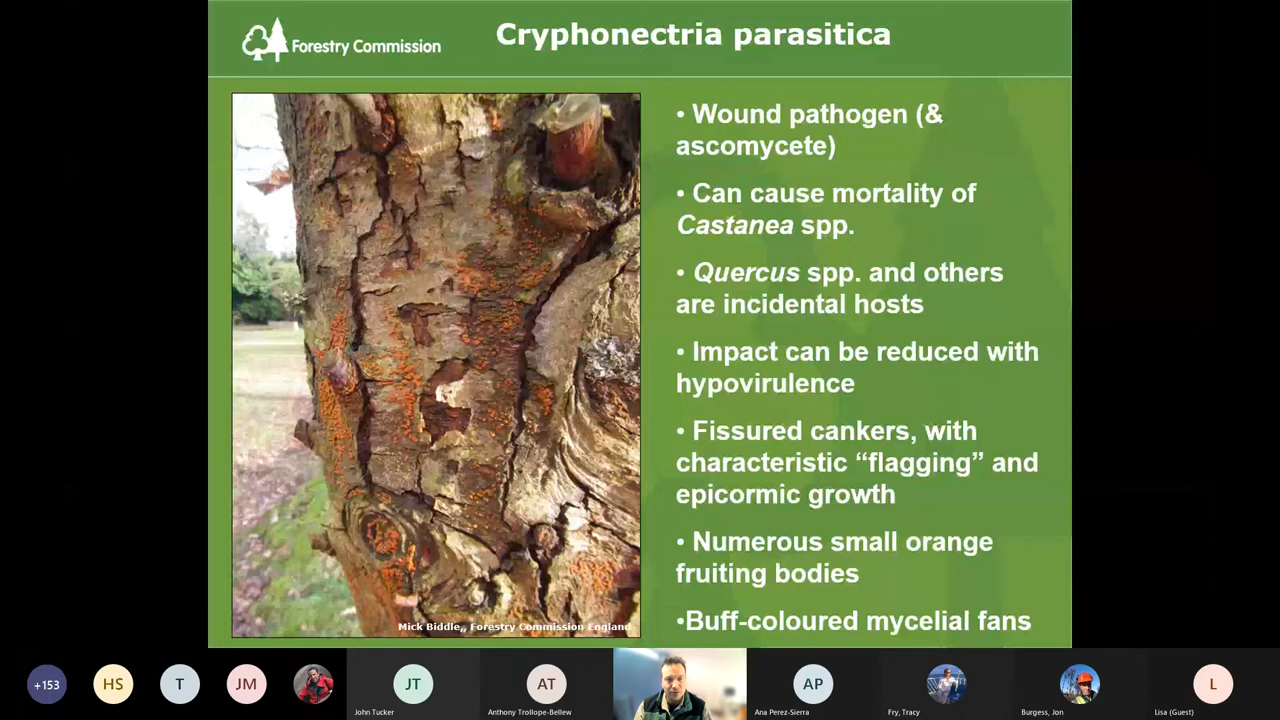 Forestry Commission
Cryphonectria parasitica
• Wound pathogen (&
ascomycete)
• Can cause mortality of
Castanea spp.
• Quercus spp. and others
are incidental hosts
• Impact can be reduced with
hypovirulence
• Fissured cankers, with
characteristic “flagging” and
epicormic growth
• Numerous small orange
fruiting bodies
•Buff-coloured mycelial fans
Mick Biddle,, Forestry Commission England
+153
HS
T
JM
JT
John Tucker
AT
Anthony Trollope-Bellew
AP
Ana Perez-Sierra
Fry, Tracy
Burgess, Jon
L
Lisa (Guest)